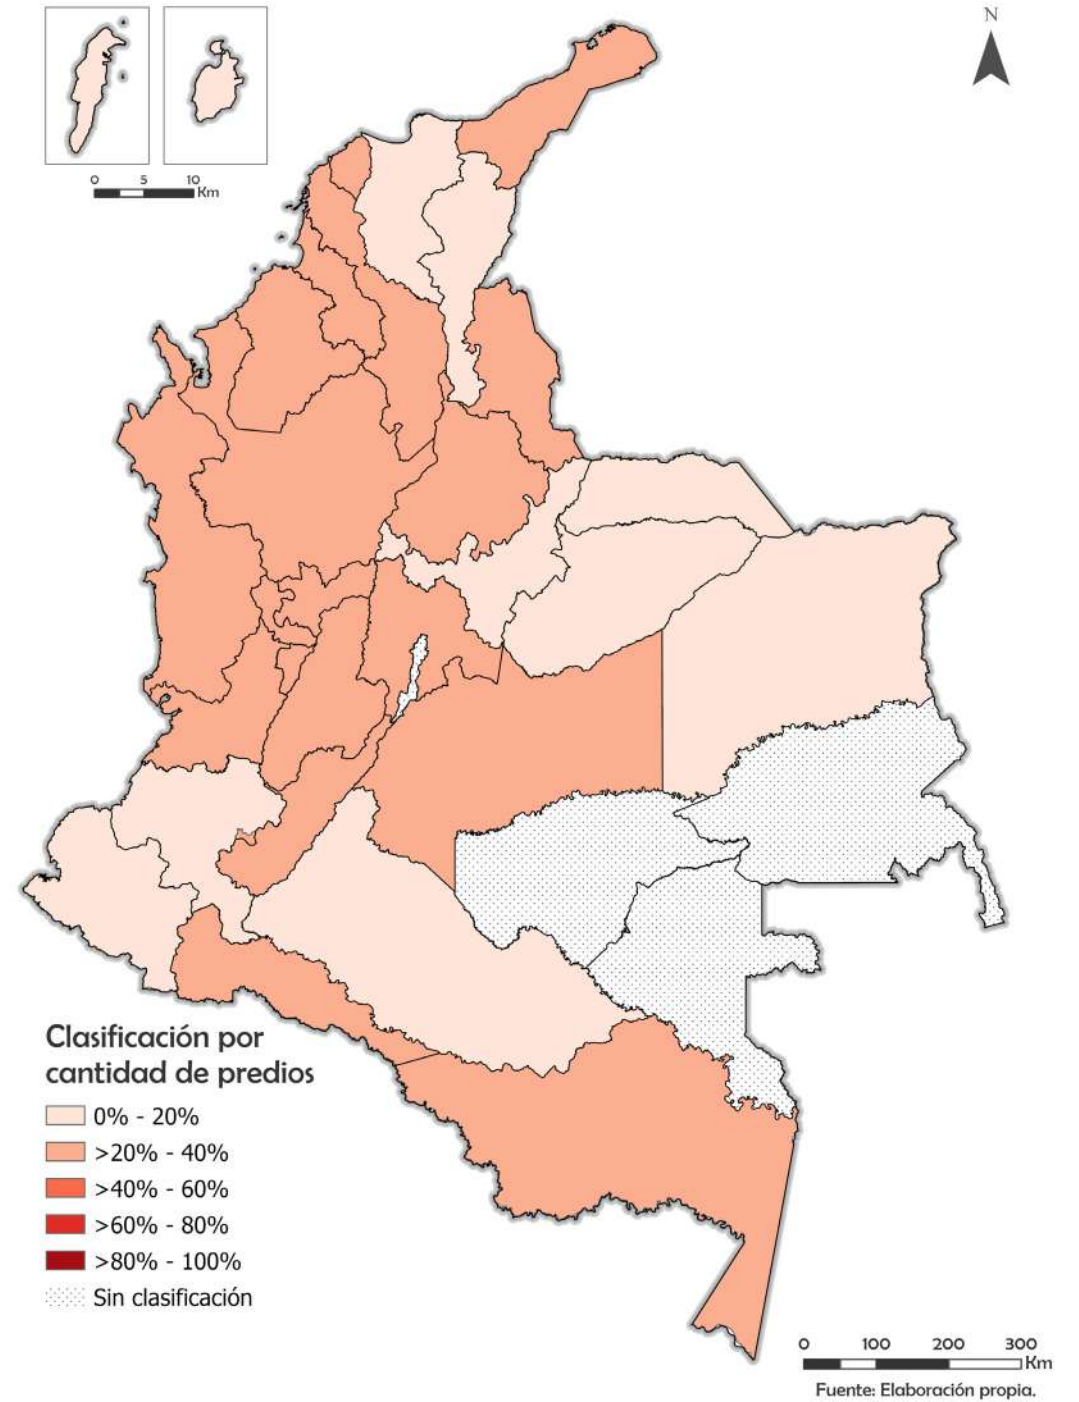 N
0 5 10
Km
Clasificación por
cantidad de predios
0% - 20%
>20% - 40%
>40% - 60%
>60% - 80%
>80% - 100%
Sin clasificación
0 100 200 300
Km
Fuente: Elaboración propia.